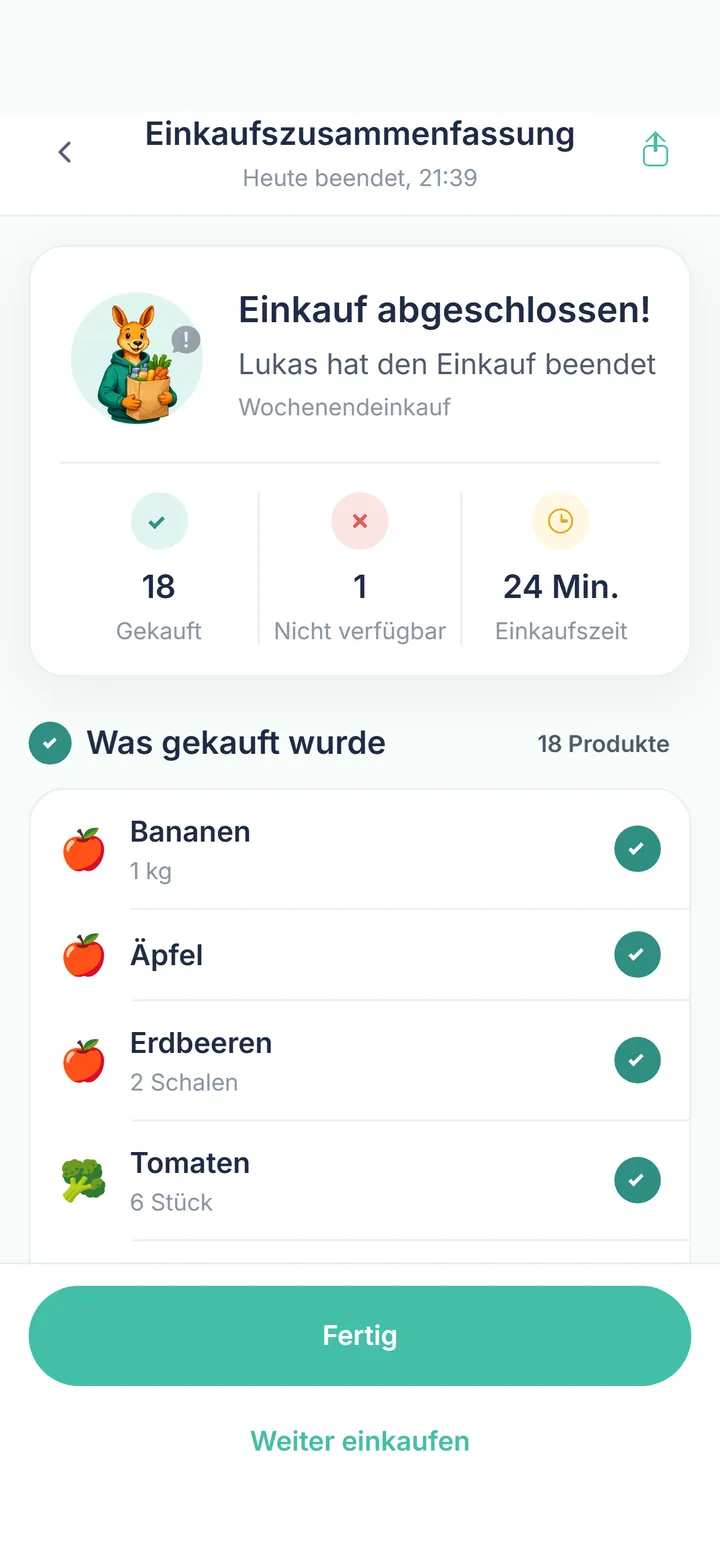 Einkaufszusammenfassung
Heute beendet, 21:39
!
Einkauf abgeschlossen!
Lukas hat den Einkauf beendet
Wochenendeinkauf
18
Gekauft
1
Nicht verfügbar
24 Min.
Einkaufszeit
Was gekauft wurde
18 Produkte
Bananen
1 kg
Äpfel
Erdbeeren
2 Schalen
Tomaten
6 Stück
Fertig
Weiter einkaufen